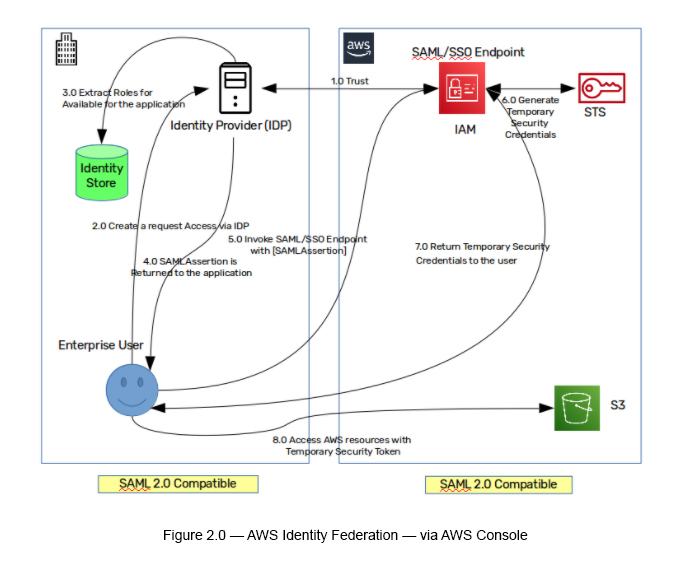 aws
SAML/SSO Endpoint
1.0 Trust
3.0 Extract Roles for
Available for the application
6.0 Generate
Temporary
Security
Credentials
STS
Identity Provider (IDP)
IAM
Identity
Store
2.0 Create a request Access via IDP
5.0 Invoke SAML/SSO Endpoint
with [SAMLAssertion]
7.0 Return Temporary Security
Credentials to the user
4.0 SAMLAssertion is
Returned to the application
Enterprise User
S3
8.0 Access AWS resources with
Temporary Security Token
SAML 2.0 Compatible
SAML 2.0 Compatible
Figure 2.0 — AWS Identity Federation — via AWS Console